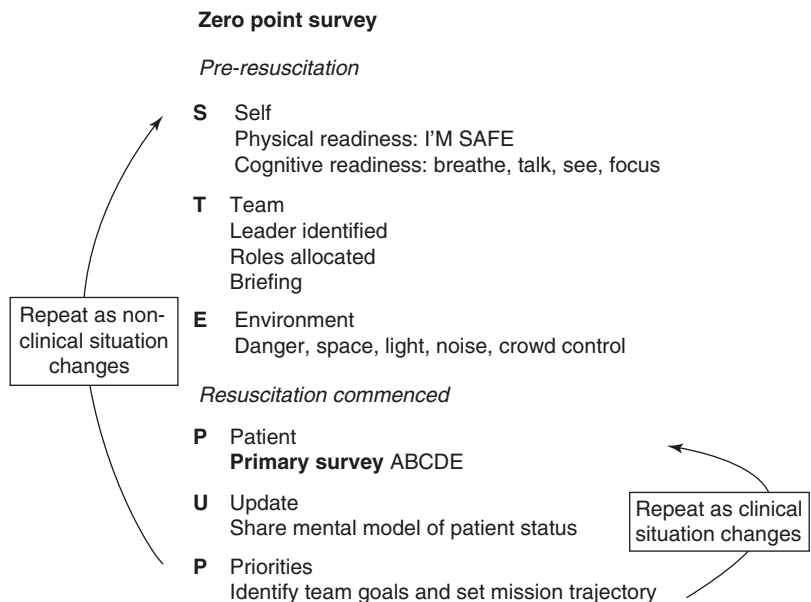 Zero point survey
Pre-resuscitation
S Self
Physical readiness: I'M SAFE
Cognitive readiness: breathe, talk, see, focus
T Team
Leader identified
Roles allocated
Briefing
E Environment
Danger, space, light, noise, crowd control
Repeat as non-
clinical situation
changes
Resuscitation commenced
P Patient
Primary survey ABCDE
U Update
Share mental model of patient status
P Priorities
Identify team goals and set mission trajectory
Repeat as clinical
situation changes